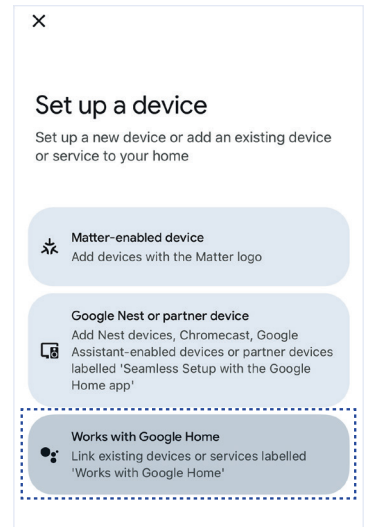 Set up a device
Set up a new device or add an existing device
or service to your home
Matter-enabled device
Add devices with the Matter logo
Google Nest or partner device
Add Nest devices, Chromecast, Google
Assistant-enabled devices or partner devices
labelled 'Seamless Setup with the Google
Home app'
Works with Google Home
Link existing devices or services labelled
'Works with Google Home'